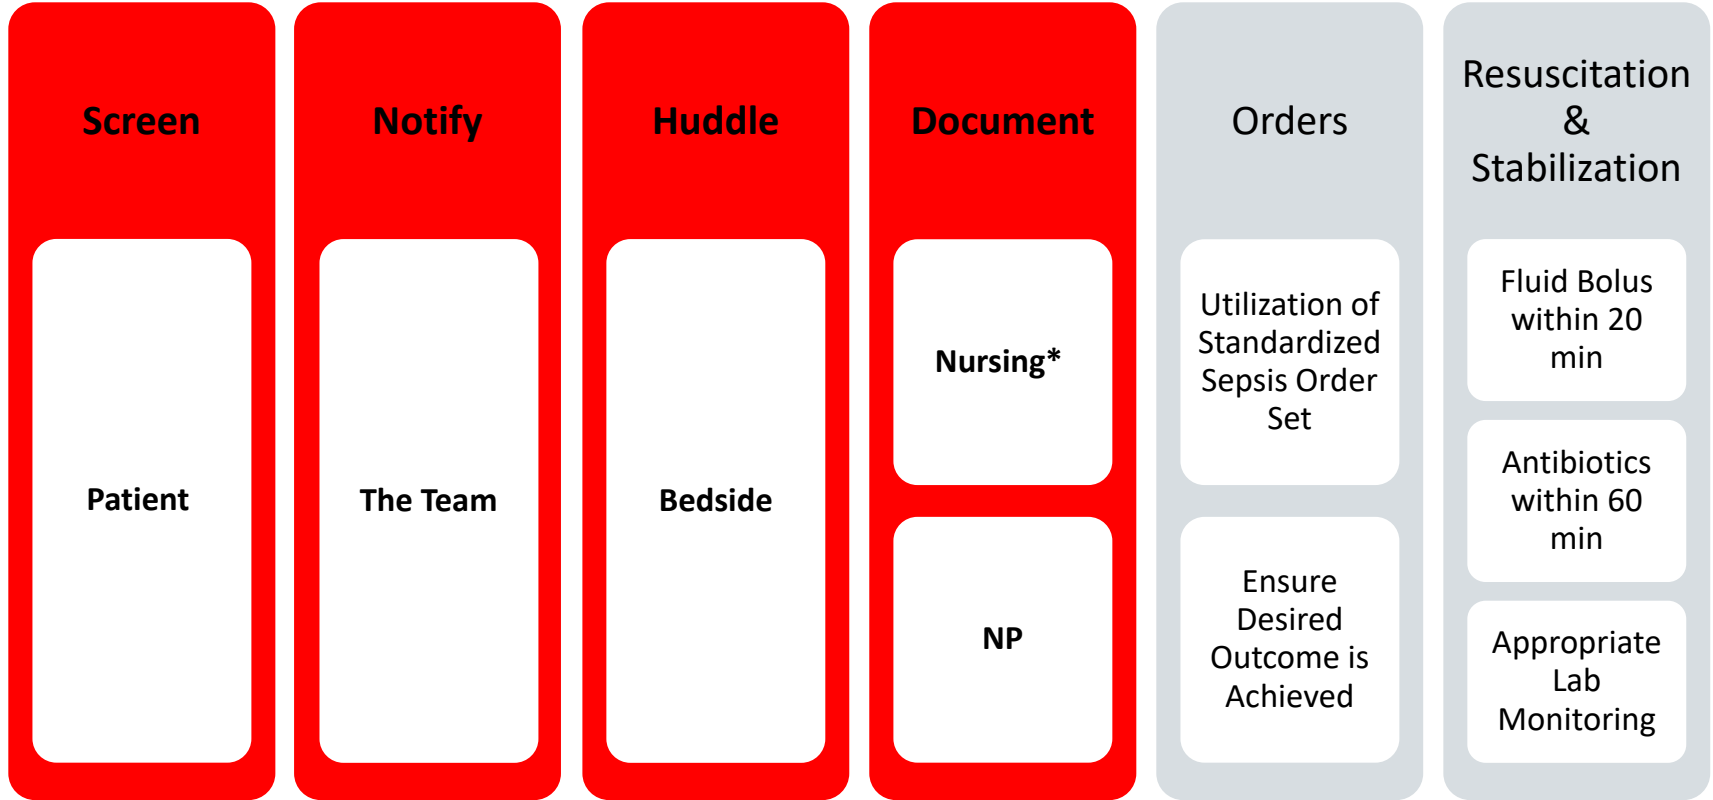 Screen
Patient
Notify
The Team
Huddle
Bedside
Document
Nursing*
NP
Orders
Utilization of
Standardized
Sepsis Order
Set
Ensure
Desired
Outcome is
Achieved
Resuscitation
&
Stabilization
Fluid Bolus
within 20
min
Antibiotics
within 60
min
Appropriate
Lab
Monitoring